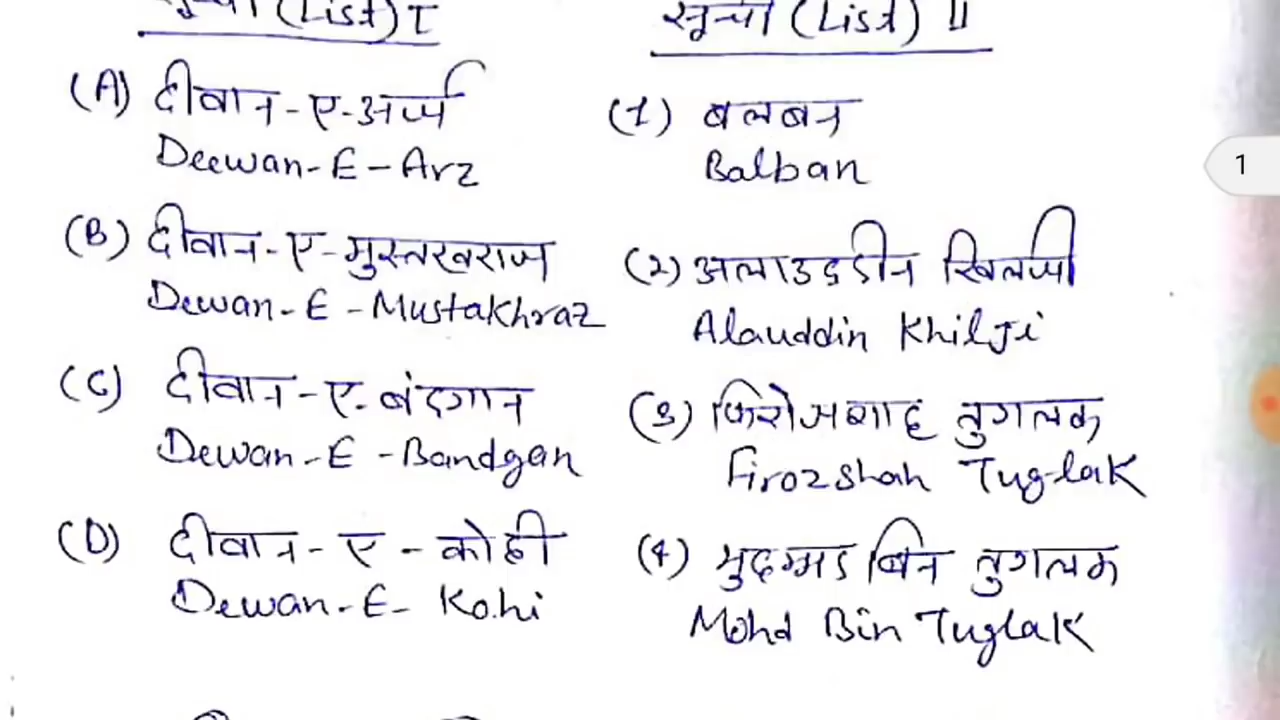 सूची (List) I
सूची (List) II
(A) दीवान-ए-अर्ज
Deewan-E-Arz
(1) बलबन
Balban
(B) दीवान-ए-मुस्तखराज
Dewan-E-Mustakhraz
(2) अलाउद्दीन खिलजी
Alauddin Khilji
(C) दीवान-ए-बंदगान
Dewan-E-Bandgan
(3) फिरोजशाह तुगलक
Firozshah Tuglak
(D) दीवान-ए-कोही
Dewan-E-Kohi
(4) मुहम्मद बिन तुगलक
Mohd Bin Tuglak
1